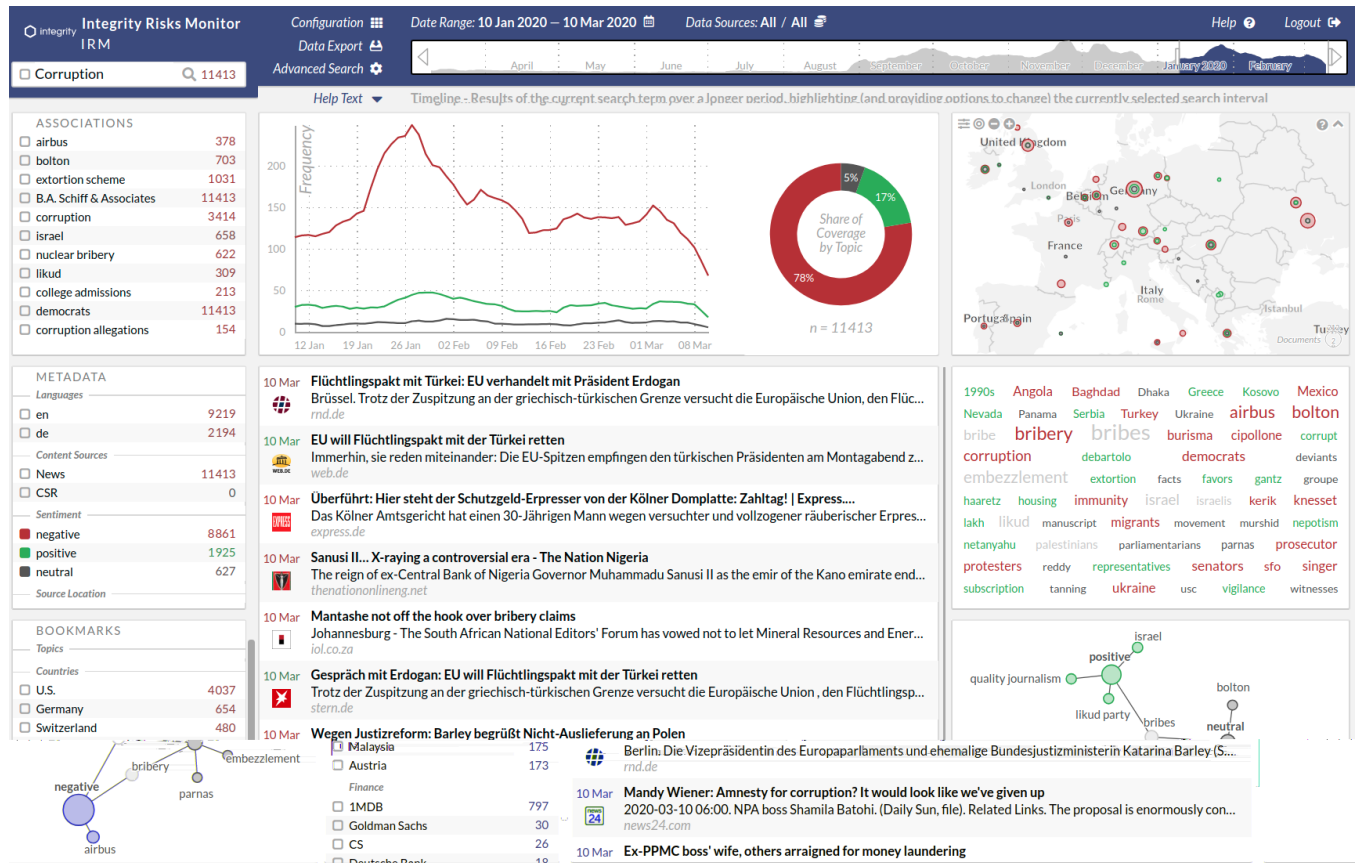 integrity Integrity Risks Monitor
IRM
Corruption 11413
Configuration
Data Export
Advanced Search
Date Range: 10 Jan 2020 — 10 Mar 2020 Data Sources: All / All
Help Logout
April May June July August September October November December January 2020 February
Help Text Timeline - Results of the current search term over a longer period, highlighting (and providing options to change) the currently selected search interval
ASSOCIATIONS
airbus 378
bolton 703
extortion scheme 1031
B.A. Schiff & Associates 11413
corruption 3414
israel 658
nuclear bribery 622
likud 309
college admissions 213
democrats 11413
corruption allegations 154
Frequency
200
150
100
50
0
12 Jan 19 Jan 26 Jan 02 Feb 09 Feb 16 Feb 23 Feb 01 Mar 08 Mar
5%
17%
78%
Share of
Coverage
by Topic
n = 11413
United Kingdom
London
Belgium Germany
Paris
France
Italy
Rome
Istanbul
Portugal Spain
Turkey
Documents 2
METADATA
Languages
en 9219
de 2194
Content Sources
News 11413
CSR 0
Sentiment
negative 8861
positive 1925
neutral 627
Source Location
BOOKMARKS
Topics
Countries
U.S. 4037
Germany 654
Switzerland 480
10 Mar Flüchtlingspakt mit Türkei: EU verhandelt mit Präsident Erdogan
Brüssel. Trotz der Zuspitzung an der griechisch-türkischen Grenze versucht die Europäische Union, den Flüc...
rnd.de
10 Mar EU will Flüchtlingspakt mit der Türkei retten
WEB.DE Immerhin, sie reden miteinander: Die EU-Spitzen empfingen den türkischen Präsidenten am Montagabend z...
web.de
10 Mar Überführt: Hier steht der Schutzgeld-Erpresser von der Kölner Domplatte: Zahltag! | Express....
EXPRESS Das Kölner Amtsgericht hat einen 30-Jährigen Mann wegen versuchter und vollzogener räuberischer Erpres...
express.de
10 Mar Sanusi II... X-raying a controversial era - The Nation Nigeria
The reign of ex-Central Bank of Nigeria Governor Muhammadu Sanusi II as the emir of the Kano emirate end...
thenationonlineng.net
10 Mar Mantashe not off the hook over bribery claims
Johannesburg - The South African National Editors' Forum has vowed not to let Mineral Resources and Ener...
iol.co.za
10 Mar Gespräch mit Erdogan: EU will Flüchtlingspakt mit der Türkei retten
Trotz der Zuspitzung an der griechisch-türkischen Grenze versucht die Europäische Union , den Flüchtlingsp...
stern.de
10 Mar Wegen Justizreform: Barley begrüßt Nicht-Auslieferung an Polen
1990s Angola Baghdad Dhaka Greece Kosovo Mexico
Nevada Panama Serbia Turkey Ukraine airbus bolton
bribe bribery bribes burisma cipollone corrupt
corruption debartolo democrats deviants
embezzlement extortion facts favors gantz groupe
haaretz housing immunity israel israelis kerik knesset
lakh likud manuscript migrants movement murshid nepotism
netanyahu palestinians parliamentarians parnas prosecutor
protesters reddy representatives senators sfo singer
subscription tanning ukraine usc vigilance witnesses
israel
positive
quality journalism
bolton
likud party
bribes
neutral
embezzlement
bribery
negative
parnas
airbus
Malaysia 175
Austria 173
Finance
1MDB 797
Goldman Sachs 30
CS 26
Deutsche Bank 18
Berlin. Die Vizepräsidentin des Europaparlaments und ehemalige Bundesjustizministerin Katarina Barley (S....
rnd.de
10 Mar Mandy Wiener: Amnesty for corruption? It would look like we've given up
news 24 2020-03-10 06:00. NPA boss Shamila Batohi. (Daily Sun, file). Related Links. The proposal is enormously con...
news24.com
10 Mar Ex-PPMC boss' wife, others arraigned for money laundering